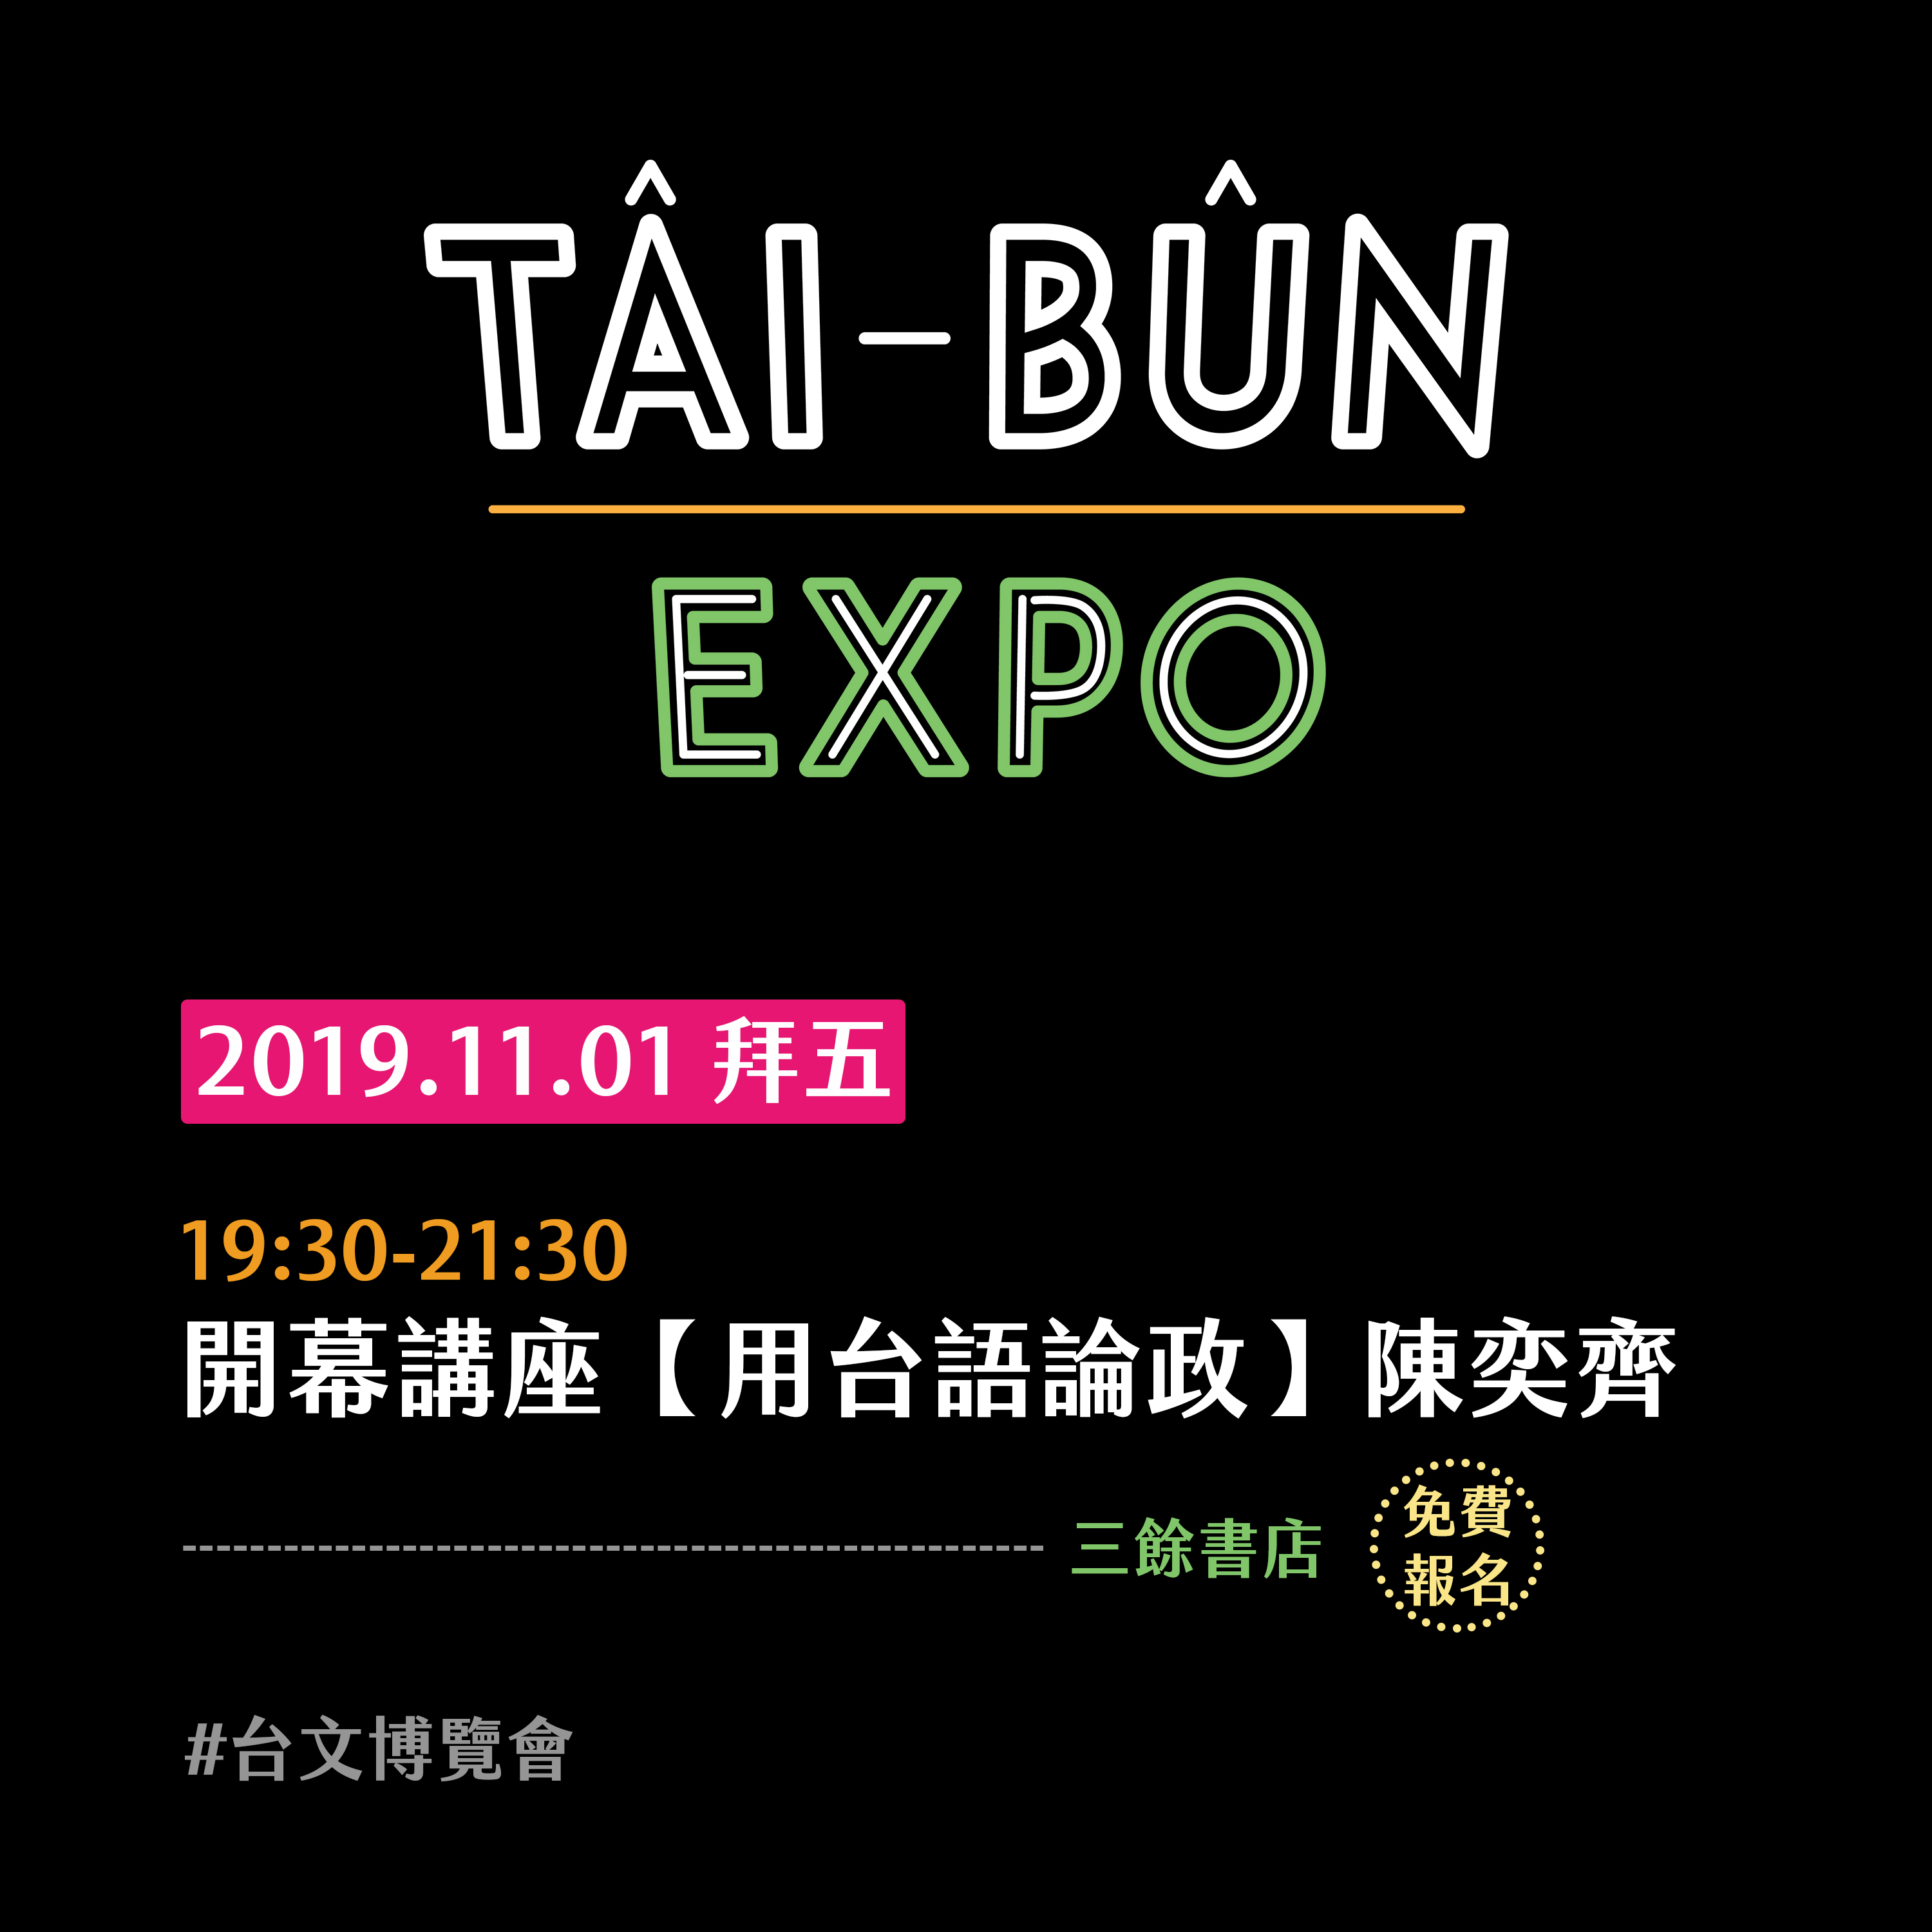 TÂI-BÛN
EXPO
2019.11.01 拜五
19:30-21:30
開幕講座【用台語論政】陳奕齊
三餘書店
免費
報名
#台文博覽會